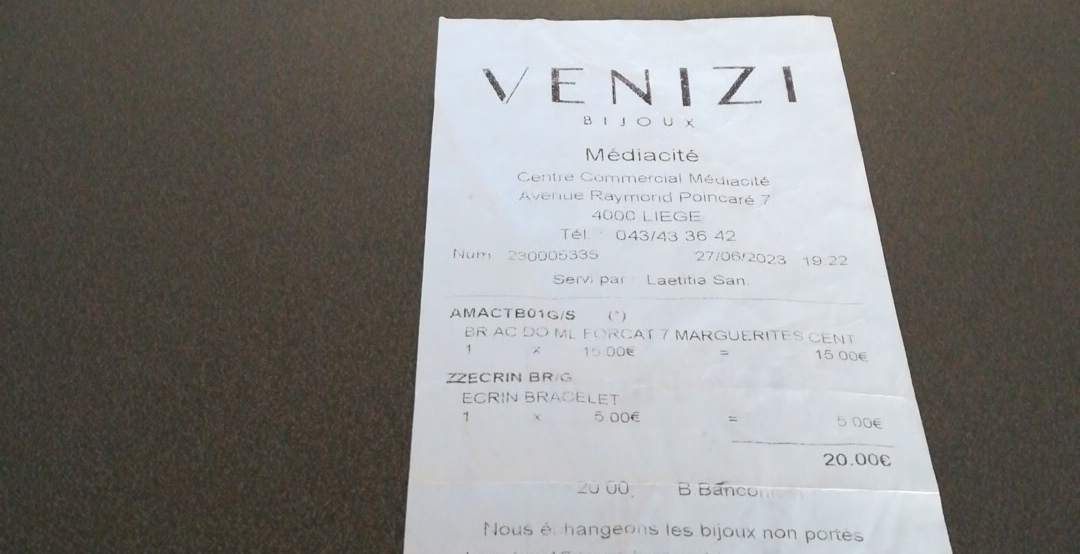 VENIZI
BIJOUX
Médiacité
Centre Commercial Médiacité
Avenue Raymond Poincaré 7
4000 LIEGE
Tél. : 043/43 36 42
Num 230005335 27/06/2023 19:22
Servi par : Laetitia San
AMACTB01G/S (*)
BR AC DO ML FORCAT 7 MARGUERITES CENT
1 x 15.00€ = 15.00€
ZZECRIN BR/G
ECRIN BRACELET
1 x 5.00€ = 5.00€
20.00€
20.00 B
Nous é hangeons les bijoux non portés